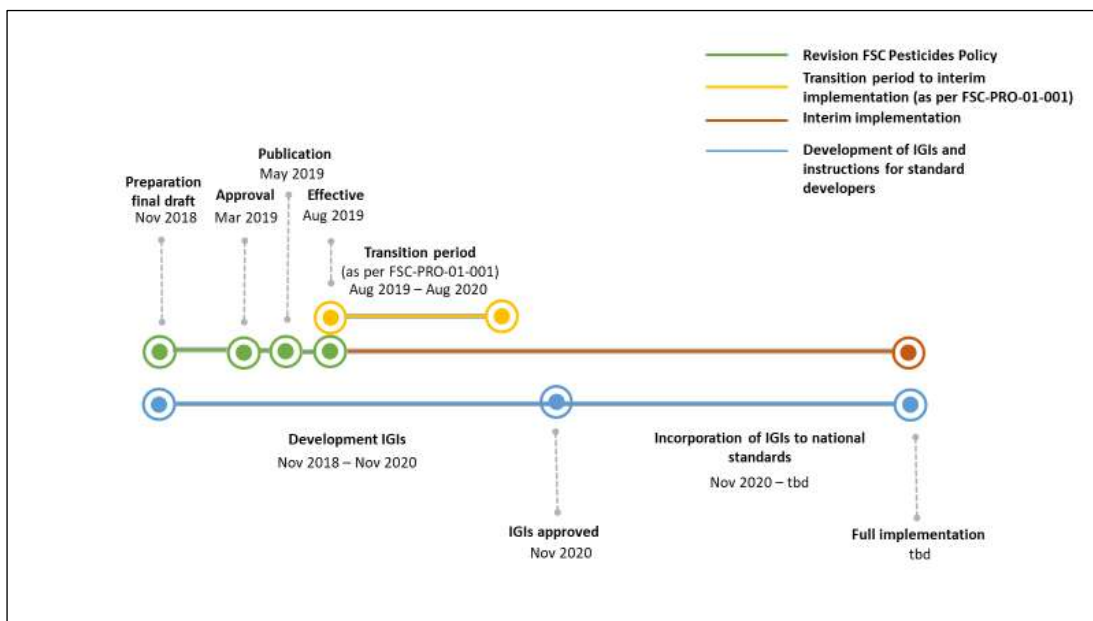 Revision FSC Pesticides Policy
Transition period to interim
implementation (as per FSC-PRO-01-001)
Interim implementation
Development of IGIs and
instructions for standard
developers
Publication
May 2019
Preparation
final draft
Nov 2018
Approval
Mar 2019
Effective
Aug 2019
Transition period
(as per FSC-PRO-01-001)
Aug 2019 – Aug 2020
Development IGIs
Nov 2018 – Nov 2020
Incorporation of IGIs to national
standards
Nov 2020 – tbd
IGIs approved
Nov 2020
Full implementation
tbd